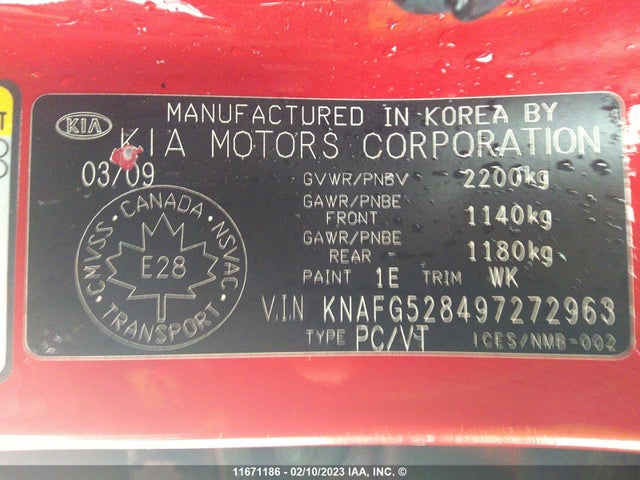 KIA
MANUFACTURED IN KOREA BY
KIA MOTORS CORPORATION
03/09
GVWR/PNBV 2200kg
GAWR/PNBE FRONT 1140kg
GAWR/PNBE REAR 1180kg
PAINT 1E TRIM WK
V.I.N KNAFG528497272963
TYPE PC/VT ICES/NMB-002
CANADA
CMVSS · NSVAC
E28
TRANSPORT
11671186 - 02/10/2023 IAA, INC. ©